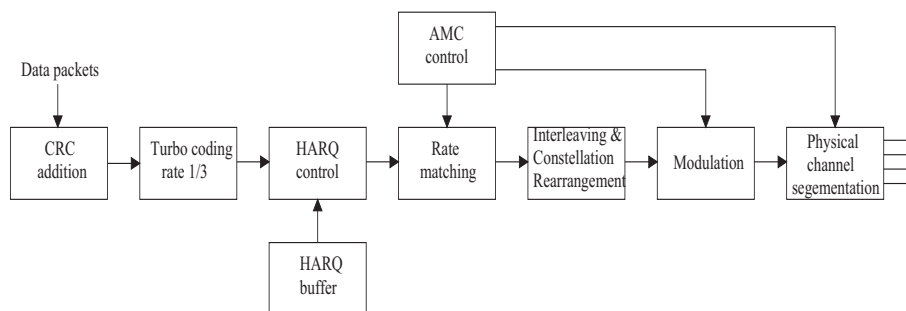 AMC
control
Data packets
CRC
addition
Turbo coding
rate 1/3
HARQ
control
Rate
matching
Interleaving &
Constellation
Rearrangement
Modulation
Physical
channel
segementation
HARQ
buffer